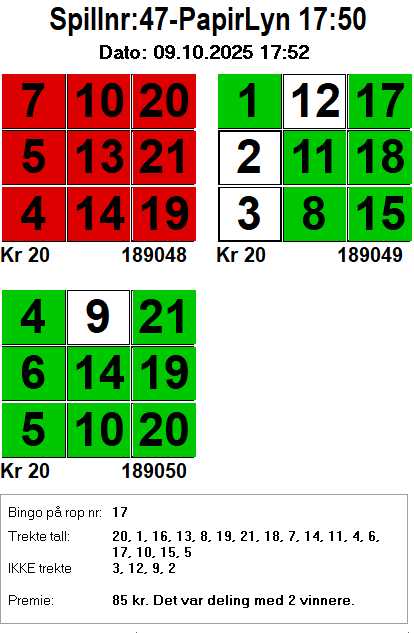 Spillnr:47-PapirLyn 17:50
Dato: 09.10.2025 17:52
7 10 20
5 13 21
4 14 19
Kr 20 189048
1 12 17
2 11 18
3 8 15
Kr 20 189049
4 9 21
6 14 19
5 10 20
Kr 20 189050
Bingo på rop nr: 17
Trekte tall: 20, 1, 16, 13, 8, 19, 21, 18, 7, 14, 11, 4, 6,
17, 10, 15, 5
IKKE trekte 3, 12, 9, 2
Premie: 85 kr. Det var deling med 2 vinnere.